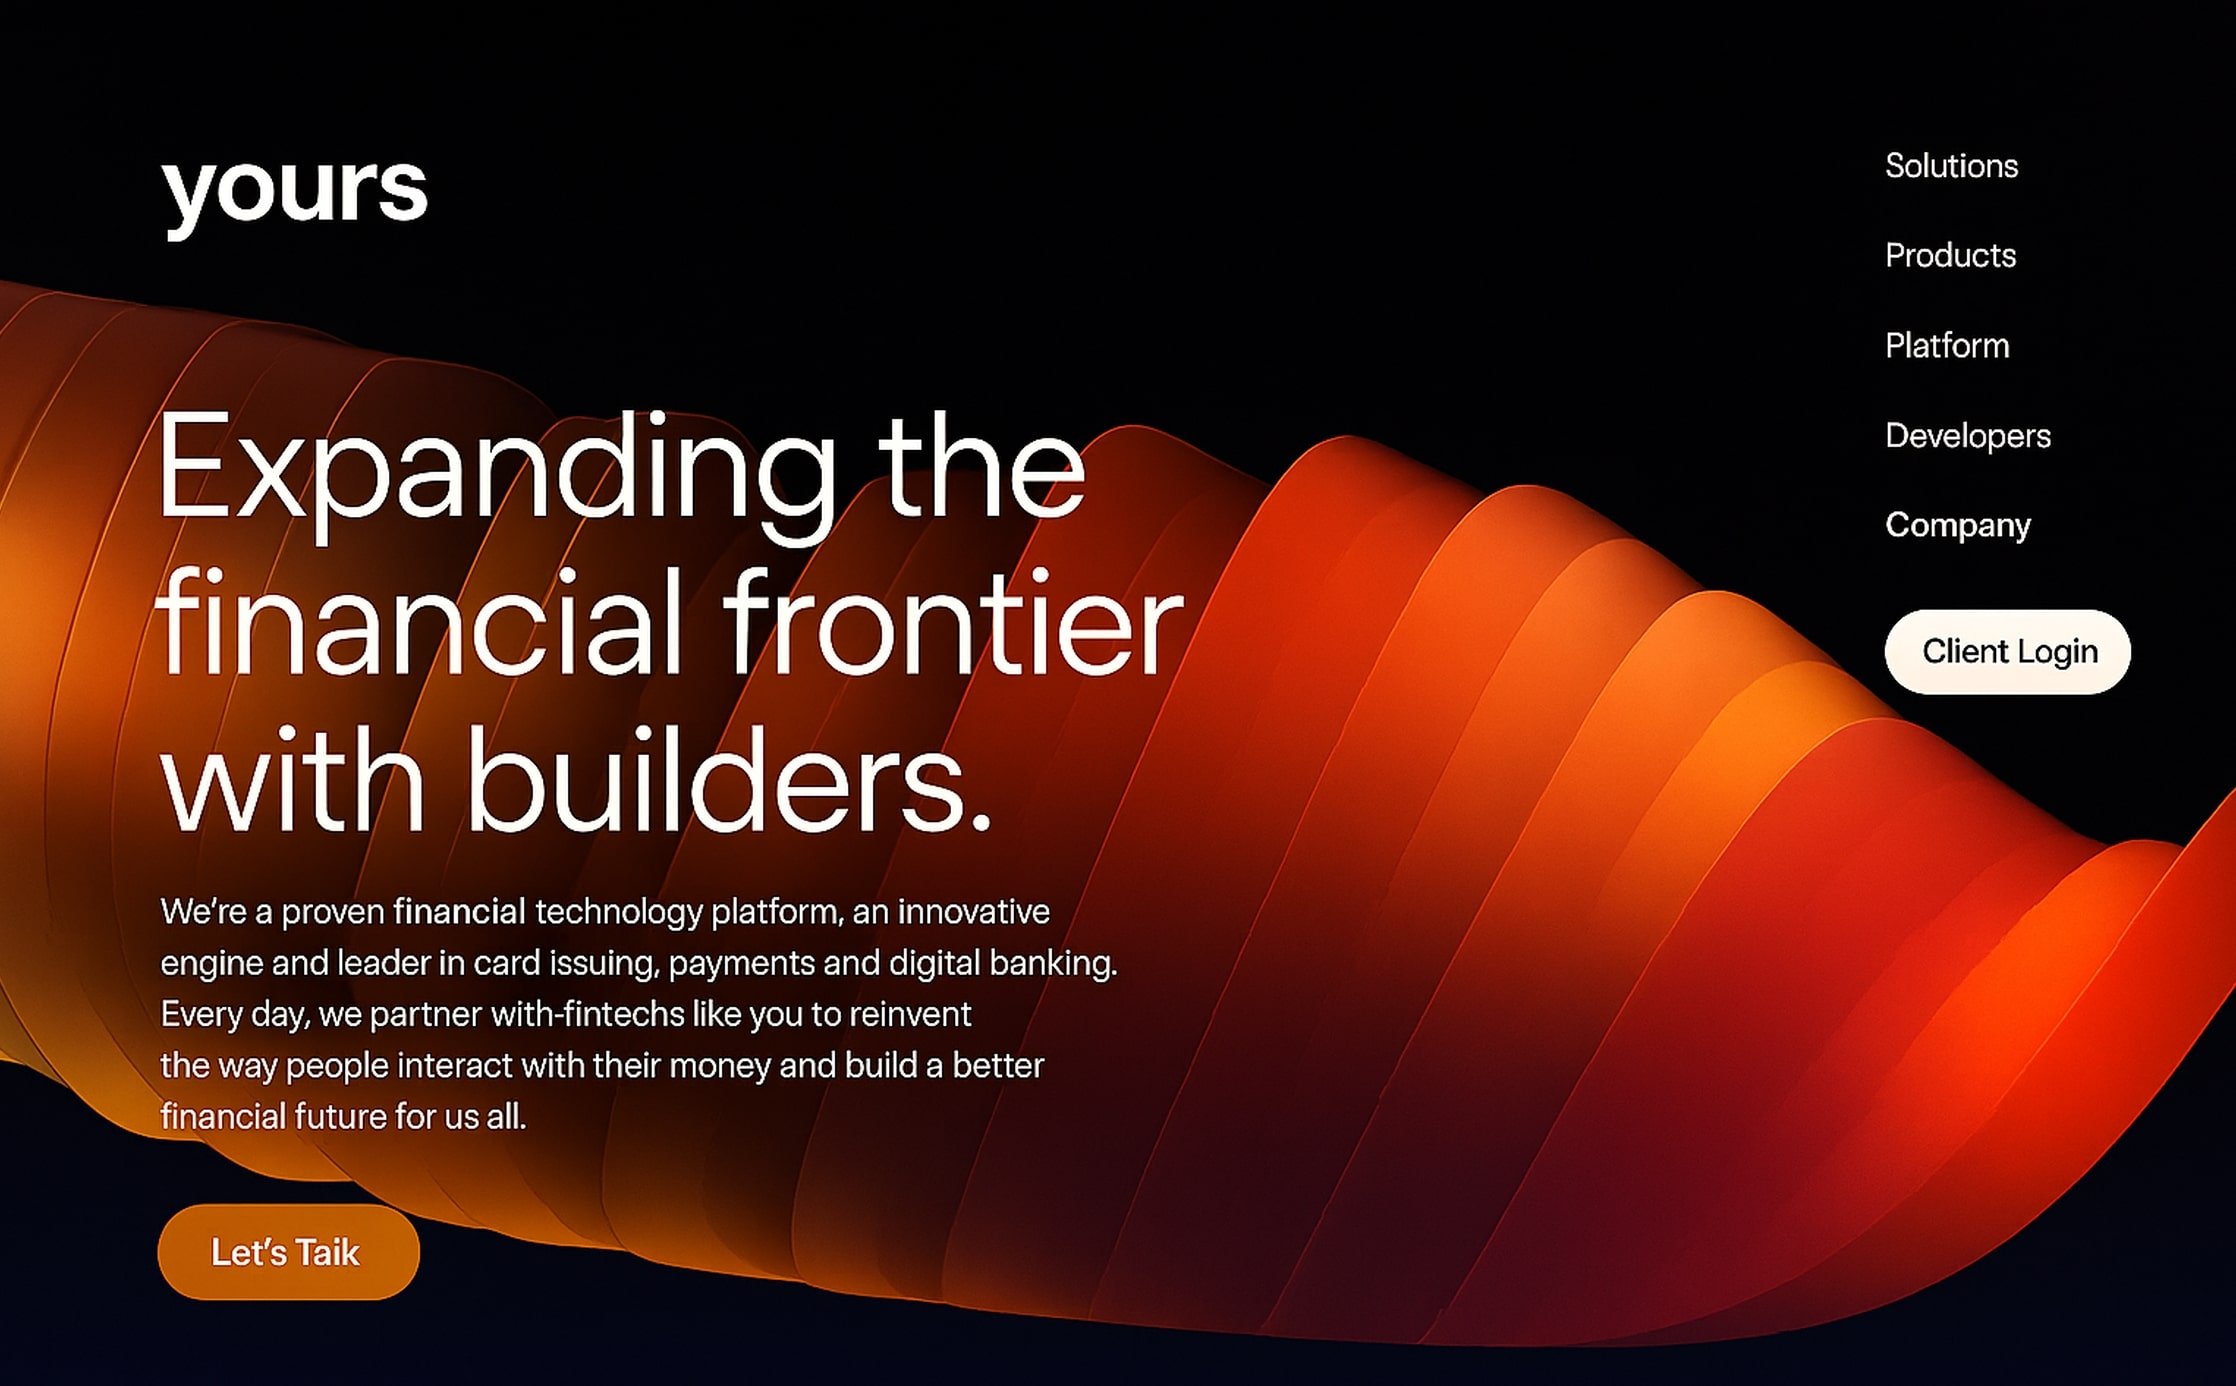 yours
Solutions
Products
Platform
Developers
Company
Client Login
Expanding the
financial frontier
with builders.
We're a proven financial technology platform, an innovative
engine and leader in card issuing, payments and digital banking.
Every day, we partner with-fintechs like you to reinvent
the way people interact with their money and build a better
financial future for us all.
Let's Taik